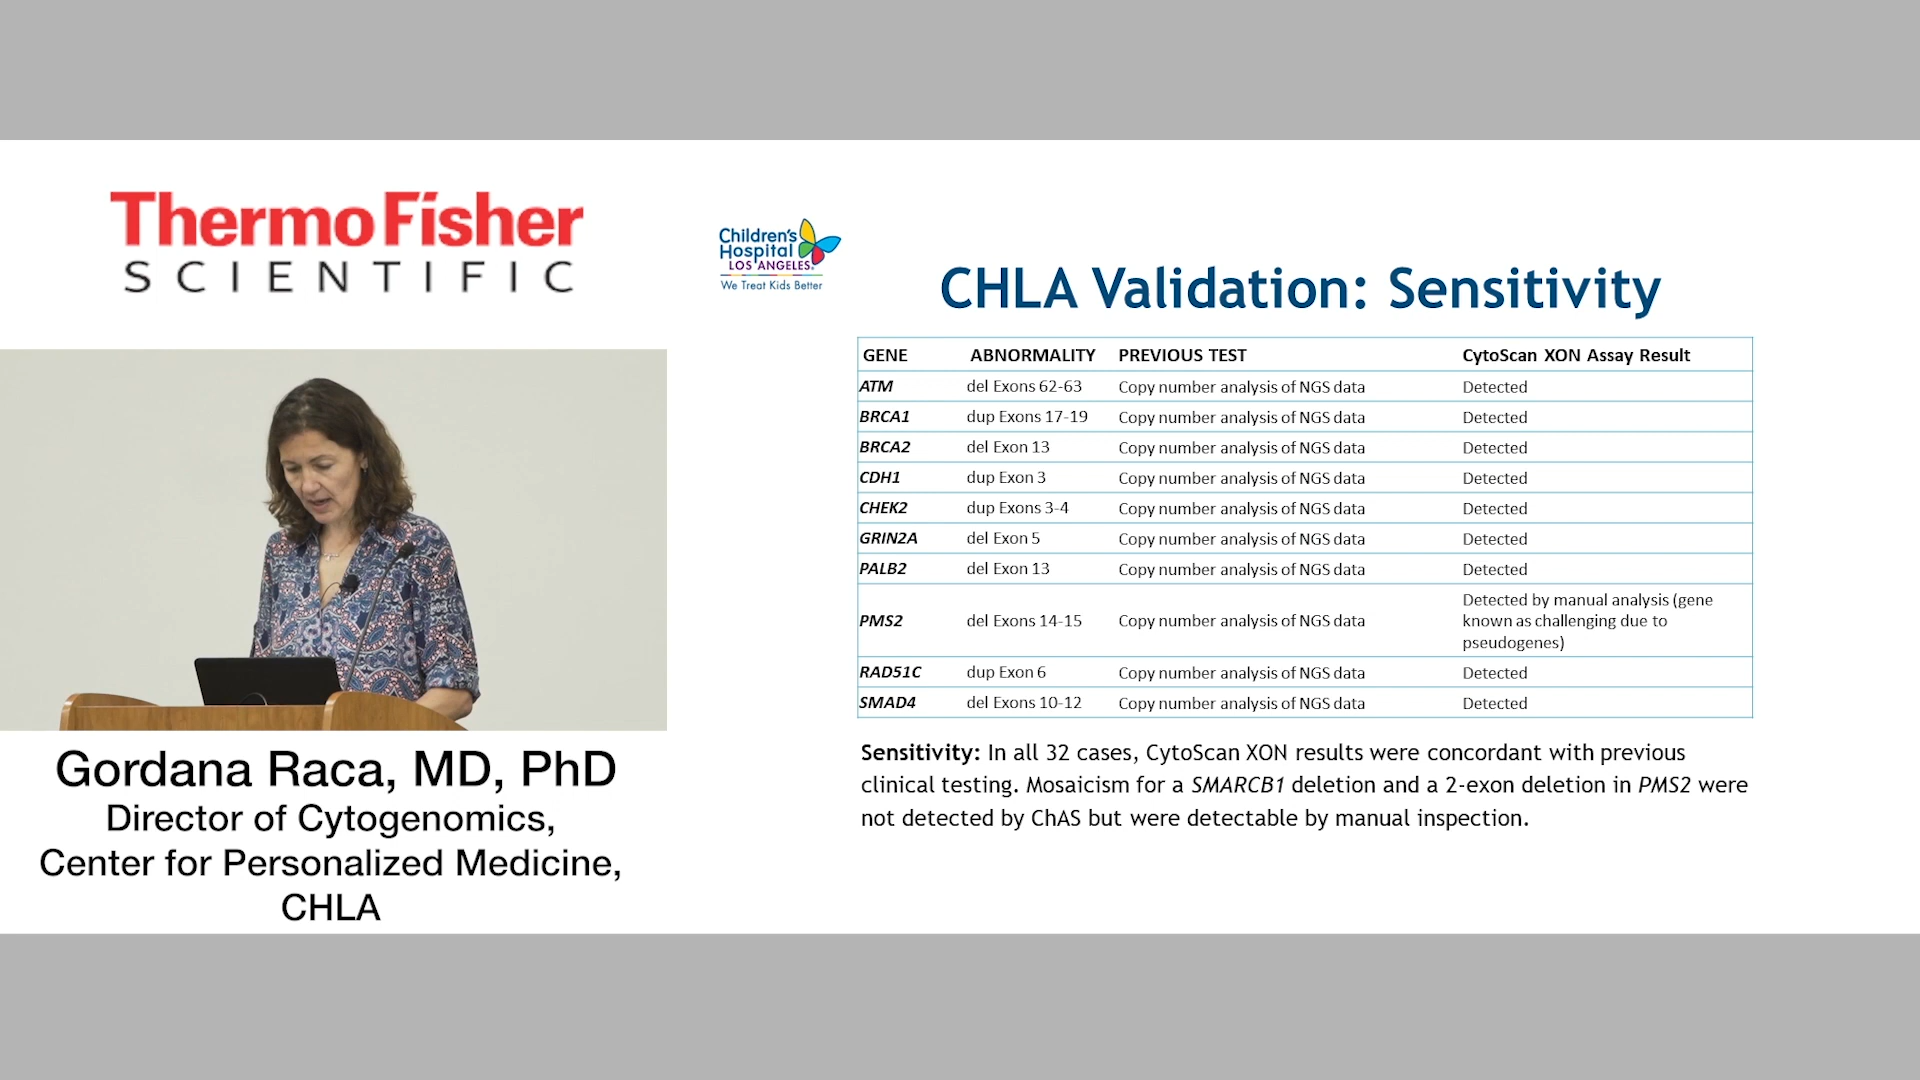 ThermoFisher
SCIENTIFIC
Children's
Hospital
LOS ANGELES®
We Treat Kids Better
CHLA Validation: Sensitivity
GENE ABNORMALITY PREVIOUS TEST CytoScan XON Assay Result
ATM del Exons 62-63 Copy number analysis of NGS data Detected
BRCA1 dup Exons 17-19 Copy number analysis of NGS data Detected
BRCA2 del Exon 13 Copy number analysis of NGS data Detected
CDH1 dup Exon 3 Copy number analysis of NGS data Detected
CHEK2 dup Exons 3-4 Copy number analysis of NGS data Detected
GRIN2A del Exon 5 Copy number analysis of NGS data Detected
PALB2 del Exon 13 Copy number analysis of NGS data Detected
PMS2 del Exons 14-15 Copy number analysis of NGS data Detected by manual analysis (gene
known as challenging due to
pseudogenes)
RAD51C dup Exon 6 Copy number analysis of NGS data Detected
SMAD4 del Exons 10-12 Copy number analysis of NGS data Detected
Sensitivity: In all 32 cases, CytoScan XON results were concordant with previous
clinical testing. Mosaicism for a SMARCB1 deletion and a 2-exon deletion in PMS2 were
not detected by ChAS but were detectable by manual inspection.
Gordana Raca, MD, PhD
Director of Cytogenomics,
Center for Personalized Medicine,
CHLA